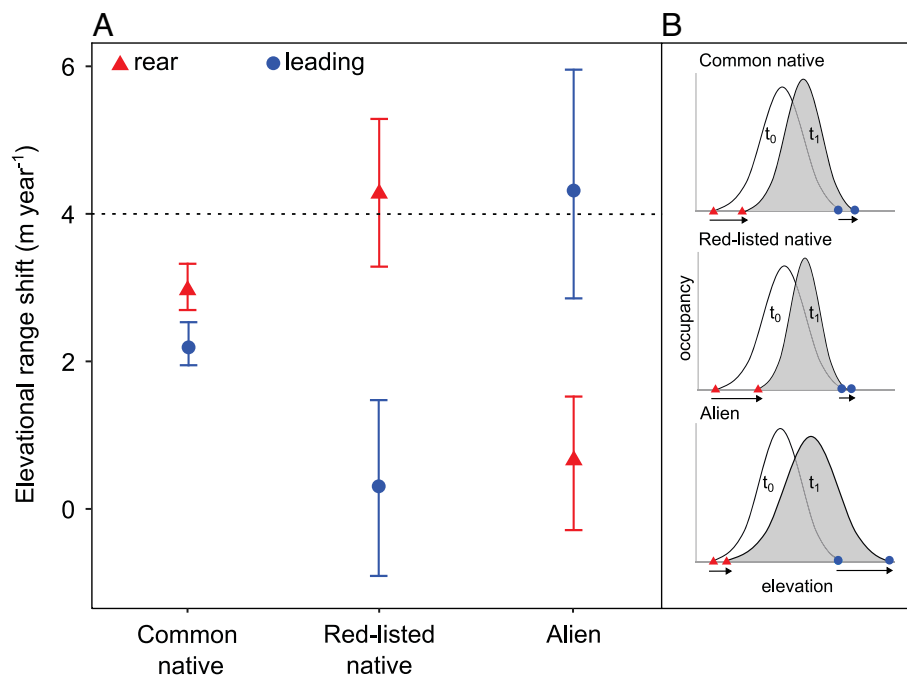 A
rear
leading
Elevational range shift (m year⁻¹)
6
4
2
0
Common
native
Red-listed
native
Alien
B
Common native
t₀
t₁
Red-listed native
t₀
t₁
occupancy
Alien
t₀
t₁
elevation